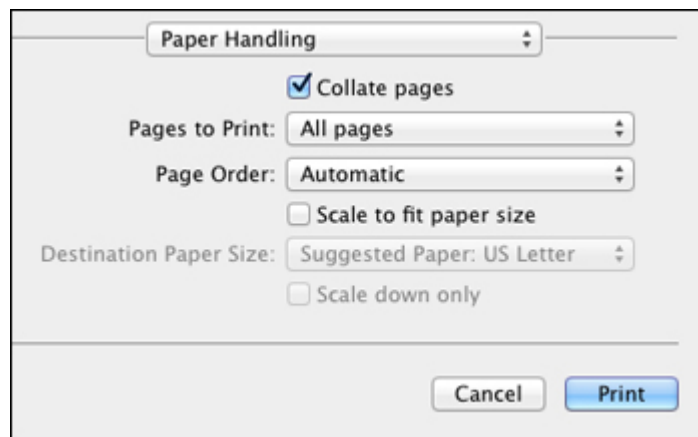 Paper Handling
Collate pages
Pages to Print: All pages
Page Order: Automatic
Scale to fit paper size
Destination Paper Size: Suggested Paper: US Letter
Scale down only
Cancel Print